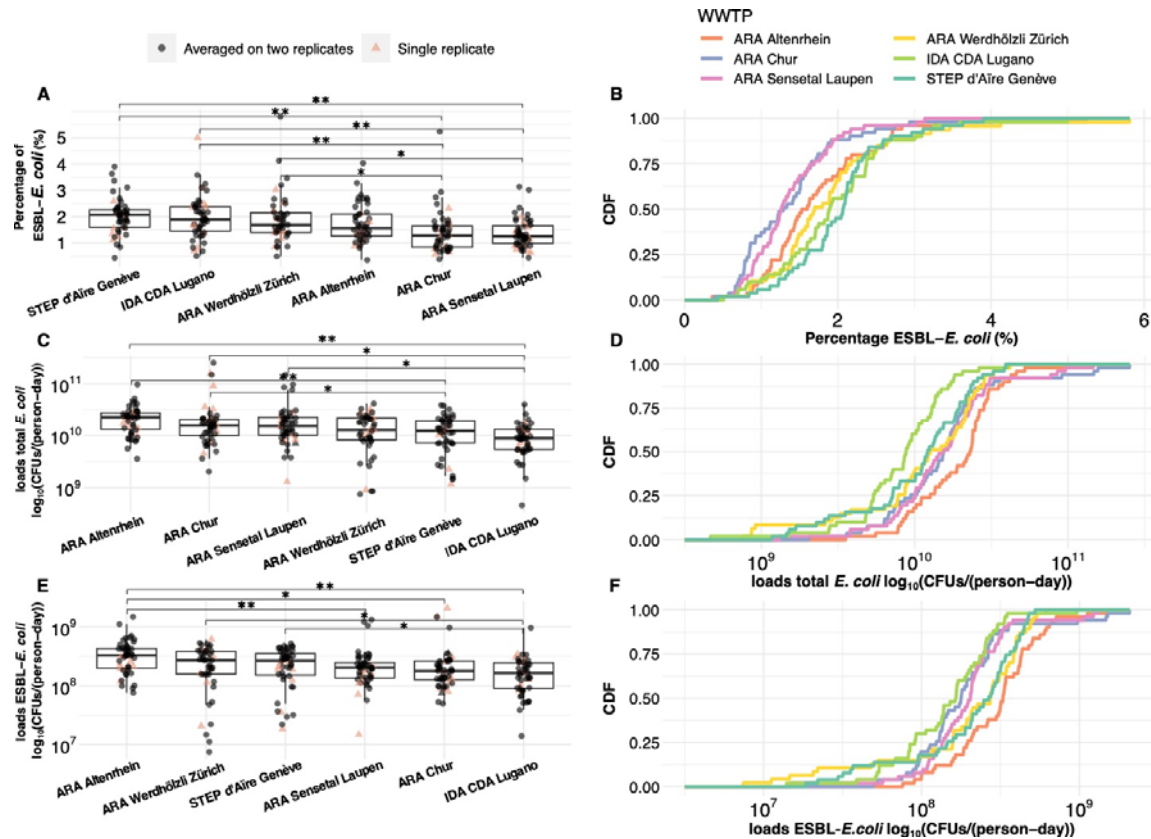 Averaged on two replicates Single replicate
A
** 
**
**
**
*
*
Percentage of
ESBL–E. coli (%)
5
4
3
2
1
STEP d'Aïre Genève
IDA CDA Lugano
ARA Werdhölzli Zürich
ARA Altenrhein
ARA Chur
ARA Sensetal Laupen
WWTP
ARA Altenrhein ARA Werdhölzli Zürich
ARA Chur IDA CDA Lugano
ARA Sensetal Laupen STEP d'Aïre Genève
B
CDF
1.00
0.75
0.50
0.25
0.00
0 2 4 6
Percentage ESBL–E. coli (%)
C
**
*
*
**
*
loads total E. coli
log10(CFUs/(person–day))
10^11
10^10
10^9
ARA Altenrhein
ARA Chur
ARA Sensetal Laupen
ARA Werdhölzli Zürich
STEP d'Aïre Genève
IDA CDA Lugano
D
CDF
1.00
0.75
0.50
0.25
0.00
10^9 10^10 10^11
loads total E. coli log10(CFUs/(person–day))
E
**
*
**
*
*
loads ESBL–E. coli
log10(CFUs/(person–day))
10^9
10^8
10^7
ARA Altenrhein
ARA Werdhölzli Zürich
STEP d'Aïre Genève
ARA Sensetal Laupen
ARA Chur
IDA CDA Lugano
F
CDF
1.00
0.75
0.50
0.25
0.00
10^7 10^8 10^9
loads ESBL-E.coli log10(CFUs/(person–day))